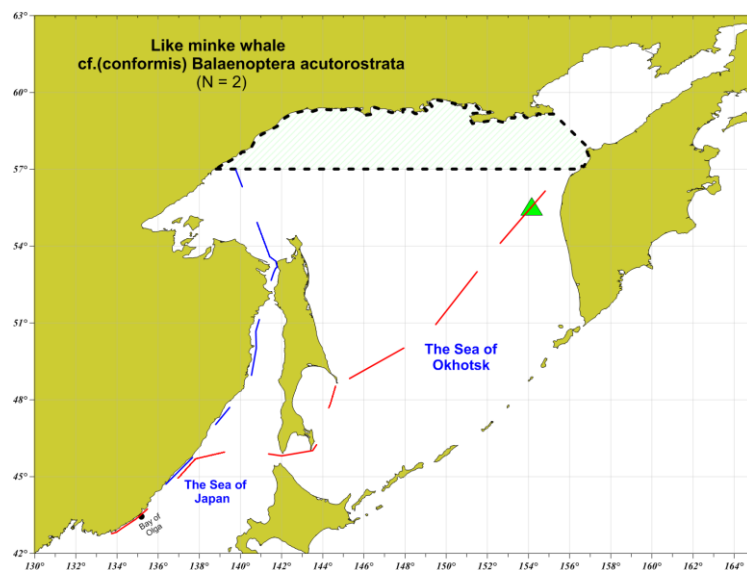 Like minke whale
cf.(conformis) Balaenoptera acutorostrata
(N = 2)
63°
60°
57°
54°
51°
48°
45°
42°
The Sea of
Okhotsk
The Sea of
Japan
Bay of
Olga
130° 132° 134° 136° 138° 140° 142° 144° 146° 148° 150° 152° 154° 156° 158° 160° 162° 164°